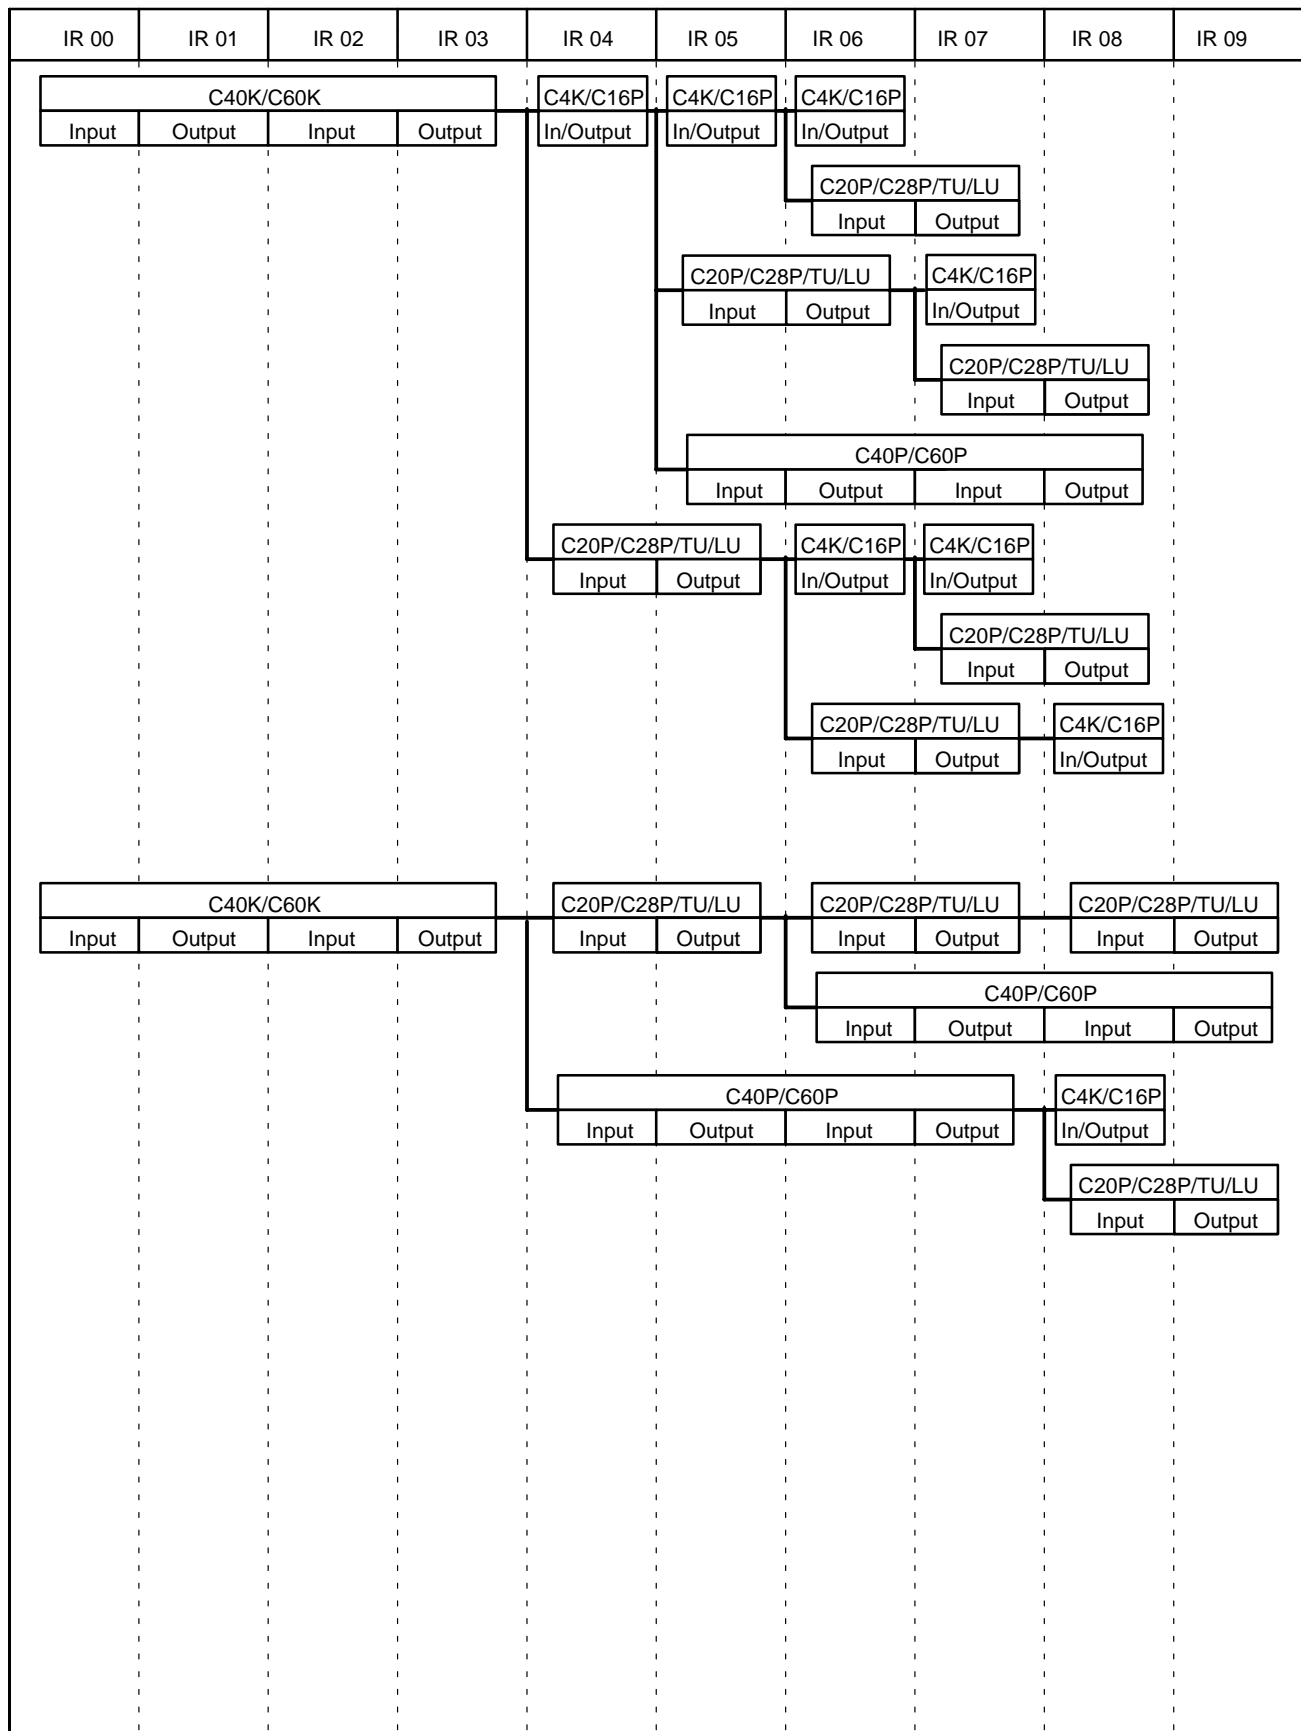 IR 00 IR 01 IR 02 IR 03 IR 04 IR 05 IR 06 IR 07 IR 08 IR 09
C40K/C60K C4K/C16P C4K/C16P C4K/C16P
Input Output Input Output In/Output In/Output In/Output
C20P/C28P/TU/LU
Input Output
C20P/C28P/TU/LU C4K/C16P
Input Output In/Output
C20P/C28P/TU/LU
Input Output
C40P/C60P
Input Output Input Output
C20P/C28P/TU/LU C4K/C16P C4K/C16P
Input Output In/Output In/Output
C20P/C28P/TU/LU
Input Output
C20P/C28P/TU/LU C4K/C16P
Input Output In/Output
C40K/C60K C20P/C28P/TU/LU C20P/C28P/TU/LU C20P/C28P/TU/LU
Input Output Input Output Input Output Input Output Input Output
C40P/C60P
Input Output Input Output
C40P/C60P C4K/C16P
Input Output Input Output In/Output
C20P/C28P/TU/LU
Input Output